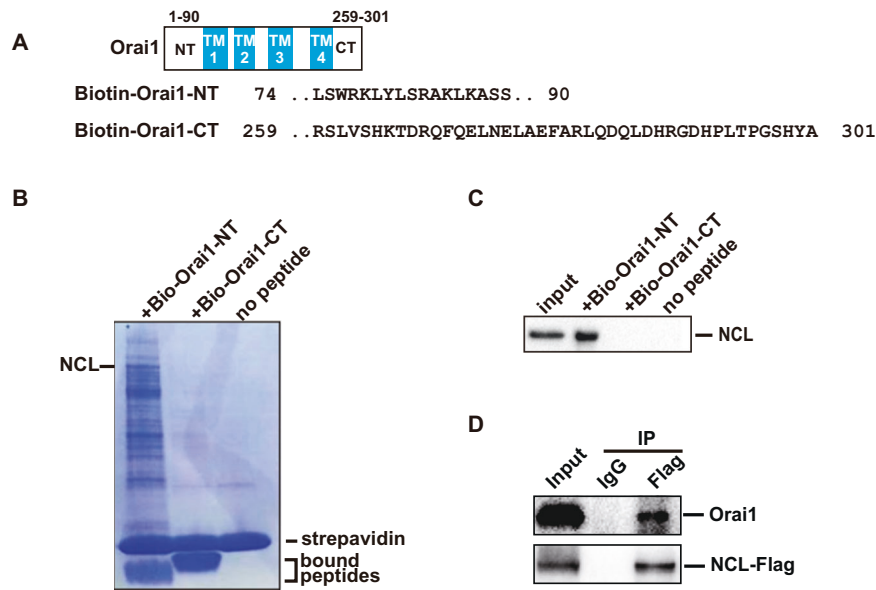 A
1-90 259-301
Orai1 NT TM 1 TM 2 TM 3 TM 4 CT
Biotin-Orai1-NT 74 ..LSWRKLYLSRAKLKASS.. 90
Biotin-Orai1-CT 259 ..RSLVSHKTDRQFQELNELAEFARLQDQLDHRGDHPLTPGSHYA 301
B
+Bio-Orai1-NT
+Bio-Orai1-CT
no peptide
NCL
strepavidin
bound
peptides
C
input
+Bio-Orai1-NT
+Bio-Orai1-CT
no peptide
NCL
D
IP
Input
IgG
Flag
Orai1
NCL-Flag